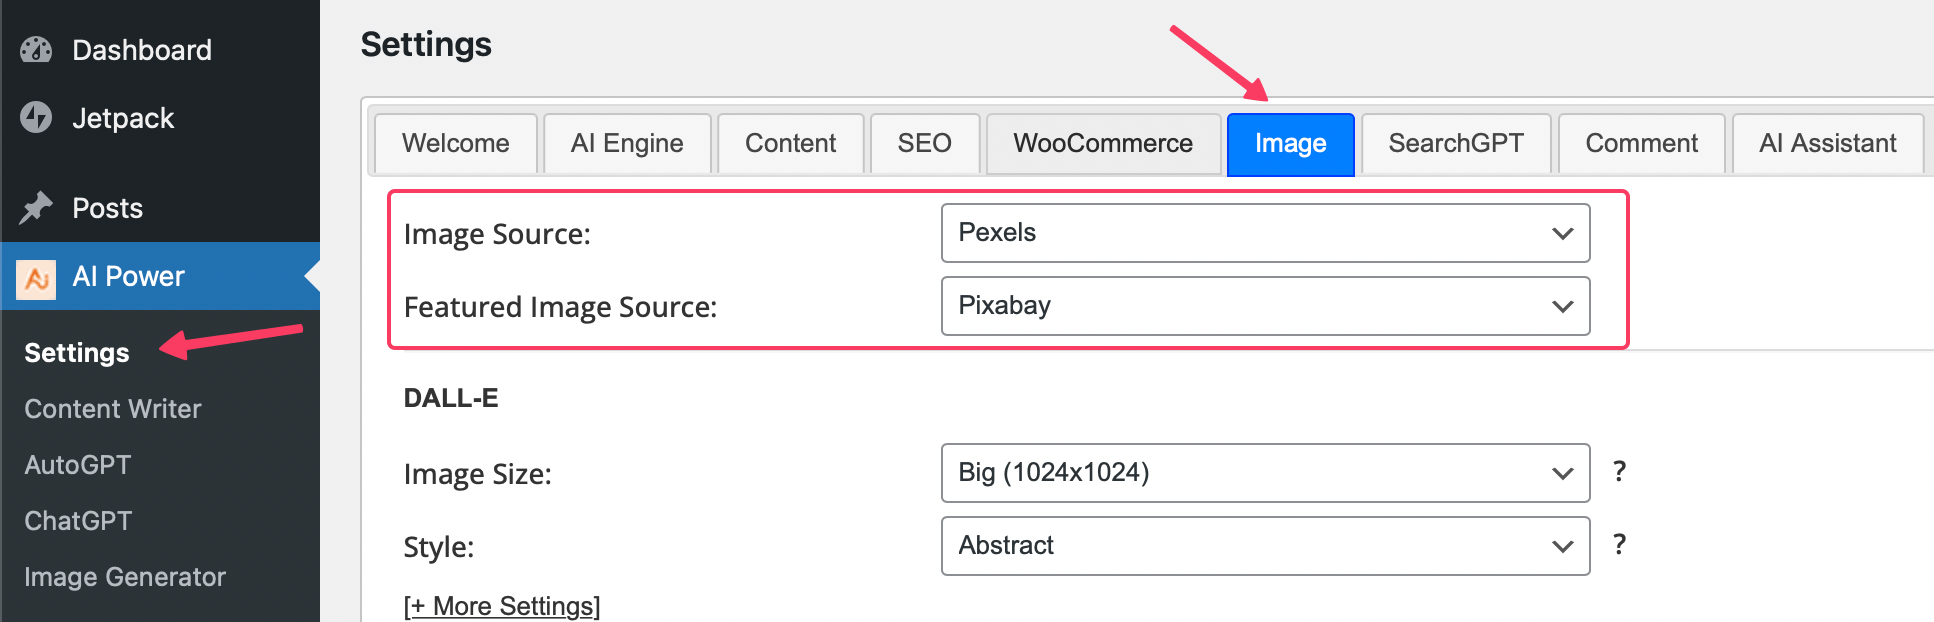 Dashboard
Jetpack
Posts
AI Power
Settings
Content Writer
AutoGPT
ChatGPT
Image Generator
Settings
Welcome AI Engine Content SEO WooCommerce Image SearchGPT Comment AI Assistant
Image Source: Pexels
Featured Image Source: Pixabay
DALL-E
Image Size: Big (1024x1024) ?
Style: Abstract ?
[+ More Settings]